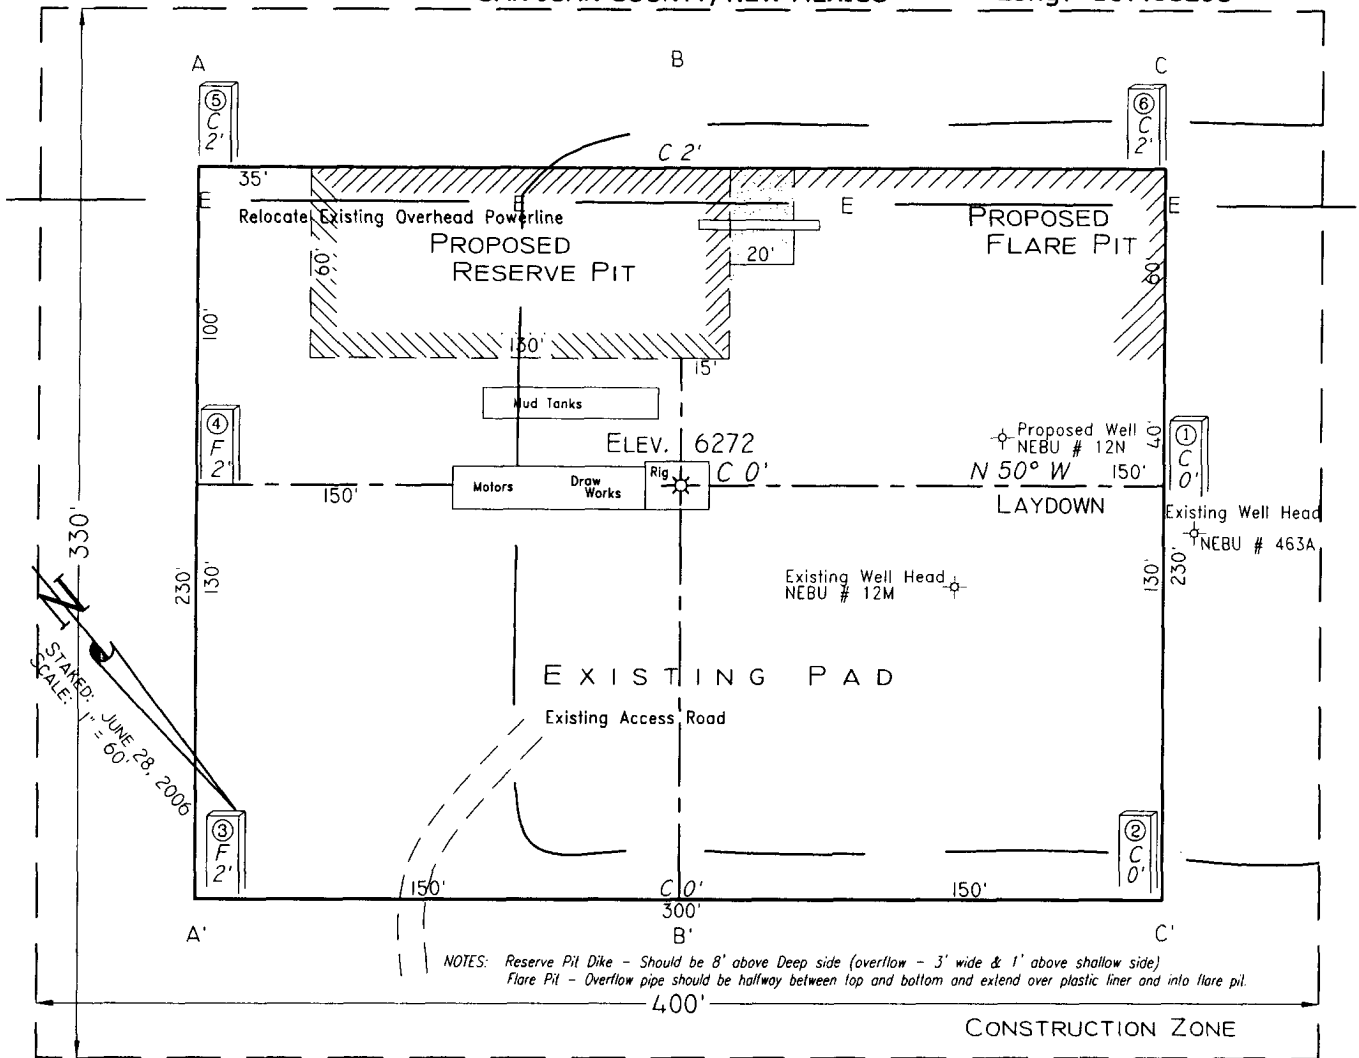 A
B
C
⑤
C
2'
⑥
C
2'
C 2'
35'
E
E
E
E
Relocate Existing Overhead Powerline
PROPOSED
RESERVE PIT
PROPOSED
FLARE PIT
20'
60'
60'
100'
130'
15'
Mud Tanks
④
F
2'
ELEV. 6272
Rig
C 0'
Motors
Draw
Works
150'
Proposed Well
NEBU # 12N
N 50° W
150'
40'
①
C
0'
LAYDOWN
Existing Well Head
NEBU # 463A
Existing Well Head
NEBU # 12M
330'
230'
130'
130'
230'
N
STAKED: JUNE 28, 2006
SCALE: 1" = 60'
EXISTING PAD
Existing Access Road
③
F
2'
②
C
0'
150'
C 0'
150'
300'
A'
B'
C'
NOTES: Reserve Pit Dike - Should be 8' above Deep side (overflow - 3' wide & 1' above shallow side)
Flare Pit - Overflow pipe should be halfway between top and bottom and extend over plastic liner and into flare pit.
400'
CONSTRUCTION ZONE